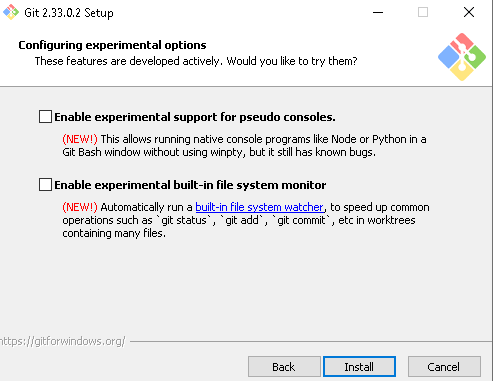 Git 2.33.0.2 Setup
Configuring experimental options
These features are developed actively. Would you like to try them?
Enable experimental support for pseudo consoles.
(NEW!) This allows running native console programs like Node or Python in a
Git Bash window without using winpty, but it still has known bugs.
Enable experimental built-in file system monitor
(NEW!) Automatically run a built-in file system watcher, to speed up common
operations such as `git status`, `git add`, `git commit`, etc in worktrees
containing many files.
https://gitforwindows.org/
Back
Install
Cancel